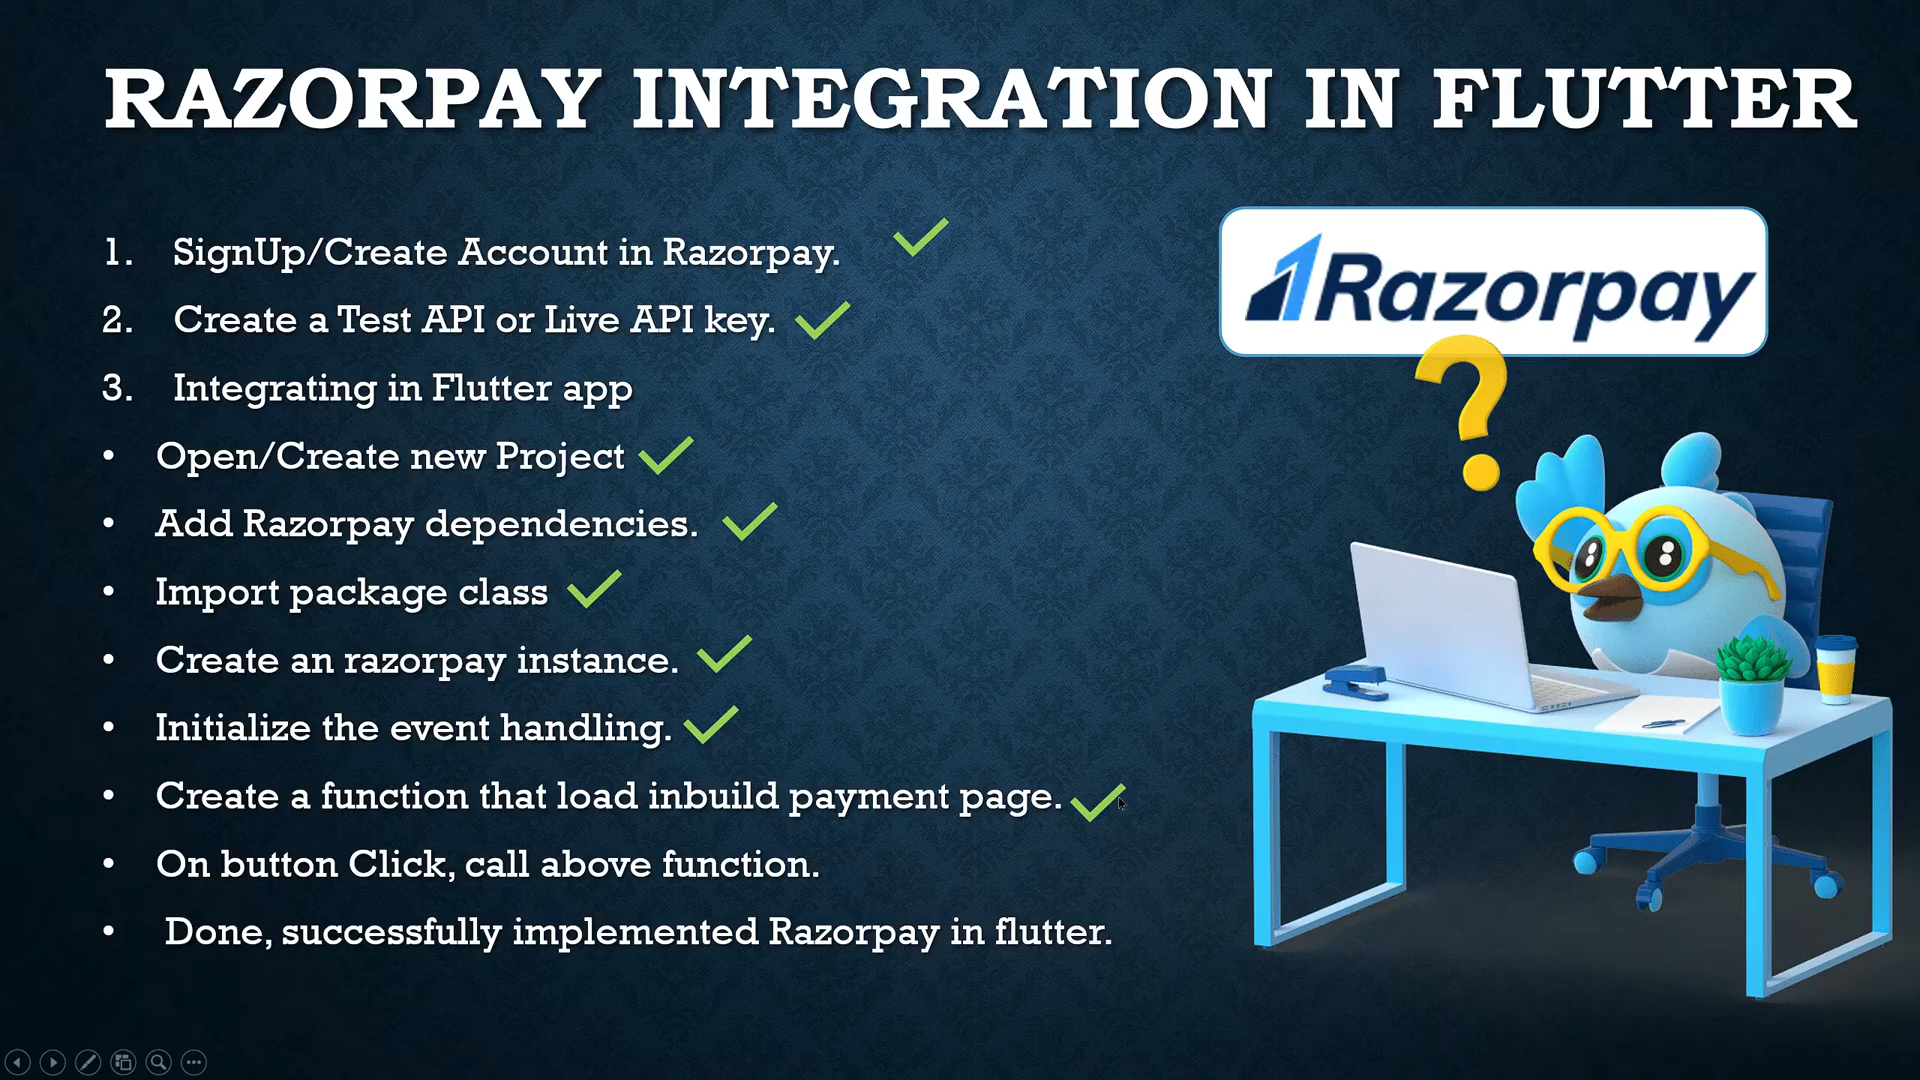 RAZORPAY INTEGRATION IN FLUTTER
1. SignUp/Create Account in Razorpay.
2. Create a Test API or Live API key.
3. Integrating in Flutter app
• Open/Create new Project
• Add Razorpay dependencies.
• Import package class
• Create an razorpay instance.
• Initialize the event handling.
• Create a function that load inbuild payment page.
• On button Click, call above function.
• Done, successfully implemented Razorpay in flutter.
Razorpay
?